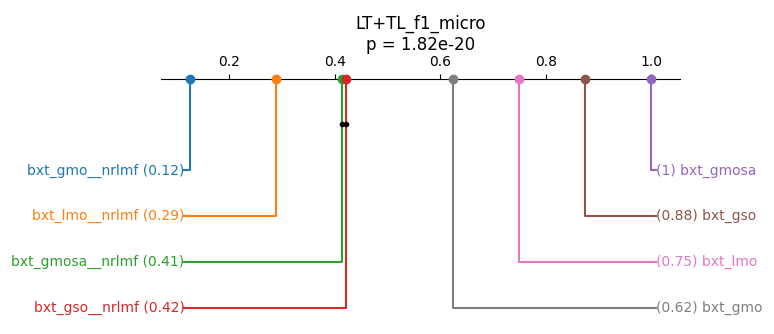 LT+TL_f1_micro
p = 1.82e-20
0.2 0.4 0.6 0.8 1.0
bxt_gmo__nrlmf (0.12) (1) bxt_gmosa
bxt_lmo__nrlmf (0.29) (0.88) bxt_gso
bxt_gmosa__nrlmf (0.41) (0.75) bxt_lmo
bxt_gso__nrlmf (0.42) (0.62) bxt_gmo